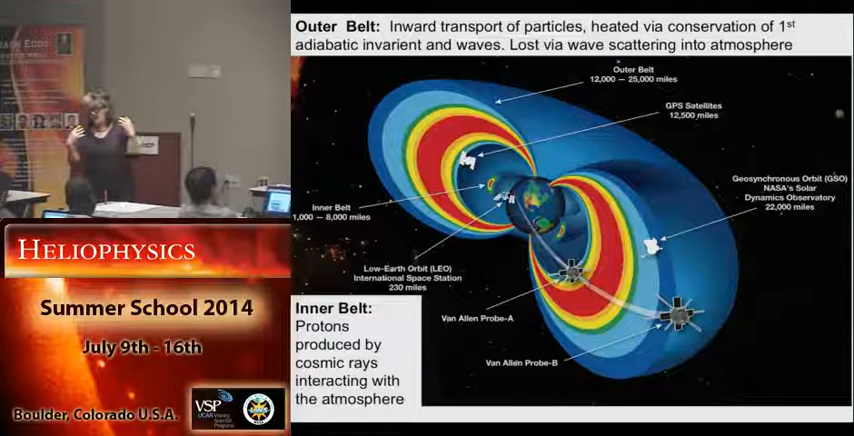 Outer Belt: Inward transport of particles, heated via conservation of 1st
adiabatic invarient and waves. Lost via wave scattering into atmosphere
Outer Belt
12,000 — 25,000 miles
GPS Satellites
12,500 miles
Geosynchronous Orbit (GSO)
NASA's Solar
Dynamics Observatory
22,000 miles
Inner Belt
1,000 — 8,000 miles
Low-Earth Orbit (LEO)
International Space Station
230 miles
Van Allen Probe-A
Van Allen Probe-B
Inner Belt:
Protons
produced by
cosmic rays
interacting with
the atmosphere
HELIOPHYSICS
Summer School 2014
July 9th - 16th
Boulder, Colorado U.S.A.
VSP
UCAR Visiting
Scientist
Programs